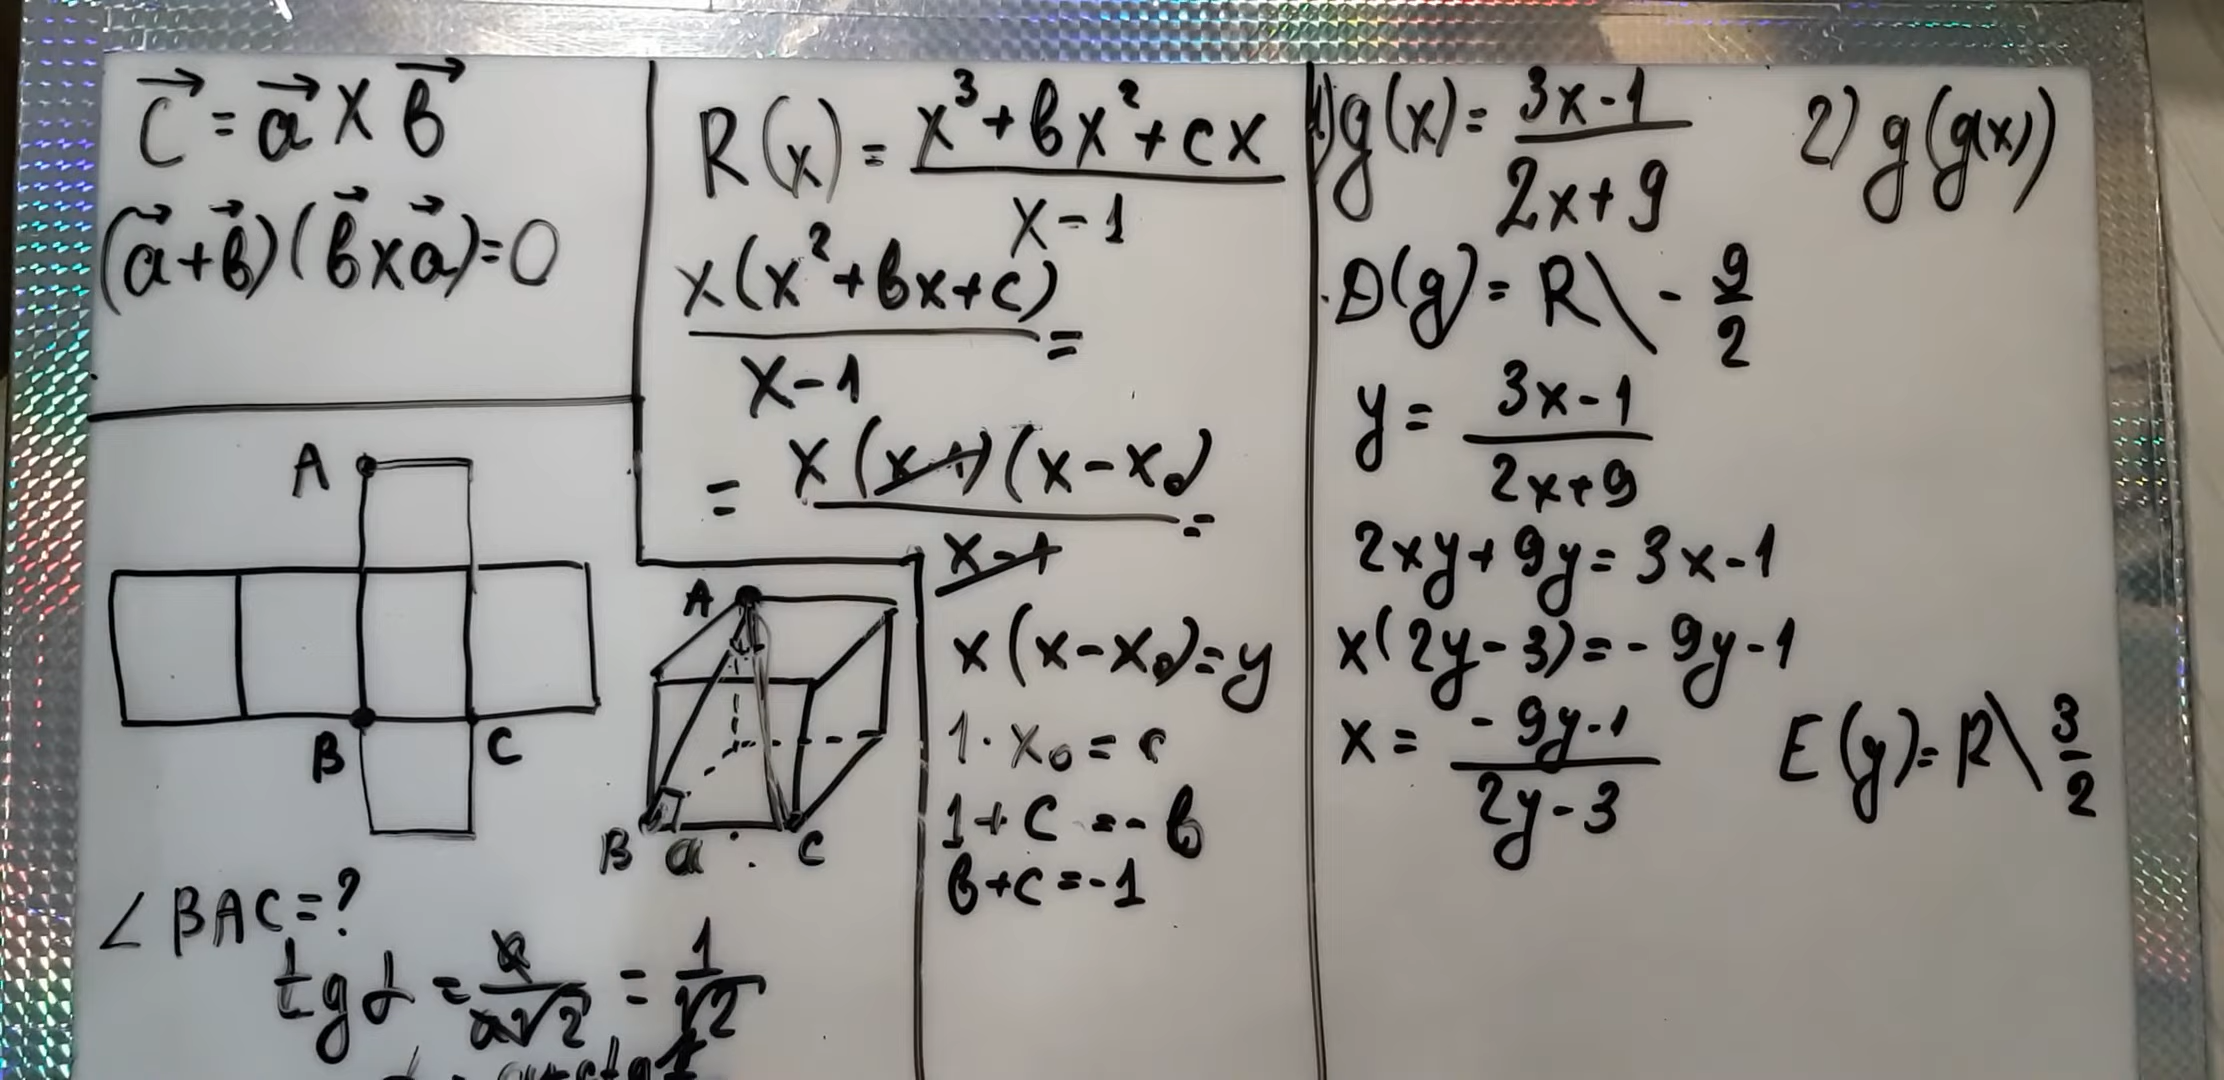 c⃗ = a⃗ x b⃗
(a⃗+b⃗)(b⃗xa⃗)=0
A
B
C
∠BAC=?
tgα = a/a√2 = 1/√2
R(x) = (x³+bx²+cx)/(x-1)
x(x²+bx+c)/(x-1) =
= x(x-1)(x-x₀)/(x-1) =
A
B a C
x(x-x₀)=y
1·x₀=c
1+c=-b
b+c=-1
1) g(x)= (3x-1)/(2x+9)
2) g(g(x))
D(g)= R\ -9/2
y= (3x-1)/(2x+9)
2xy+9y=3x-1
x(2y-3)=-9y-1
x= (-9y-1)/(2y-3)
E(y)=R\ 3/2